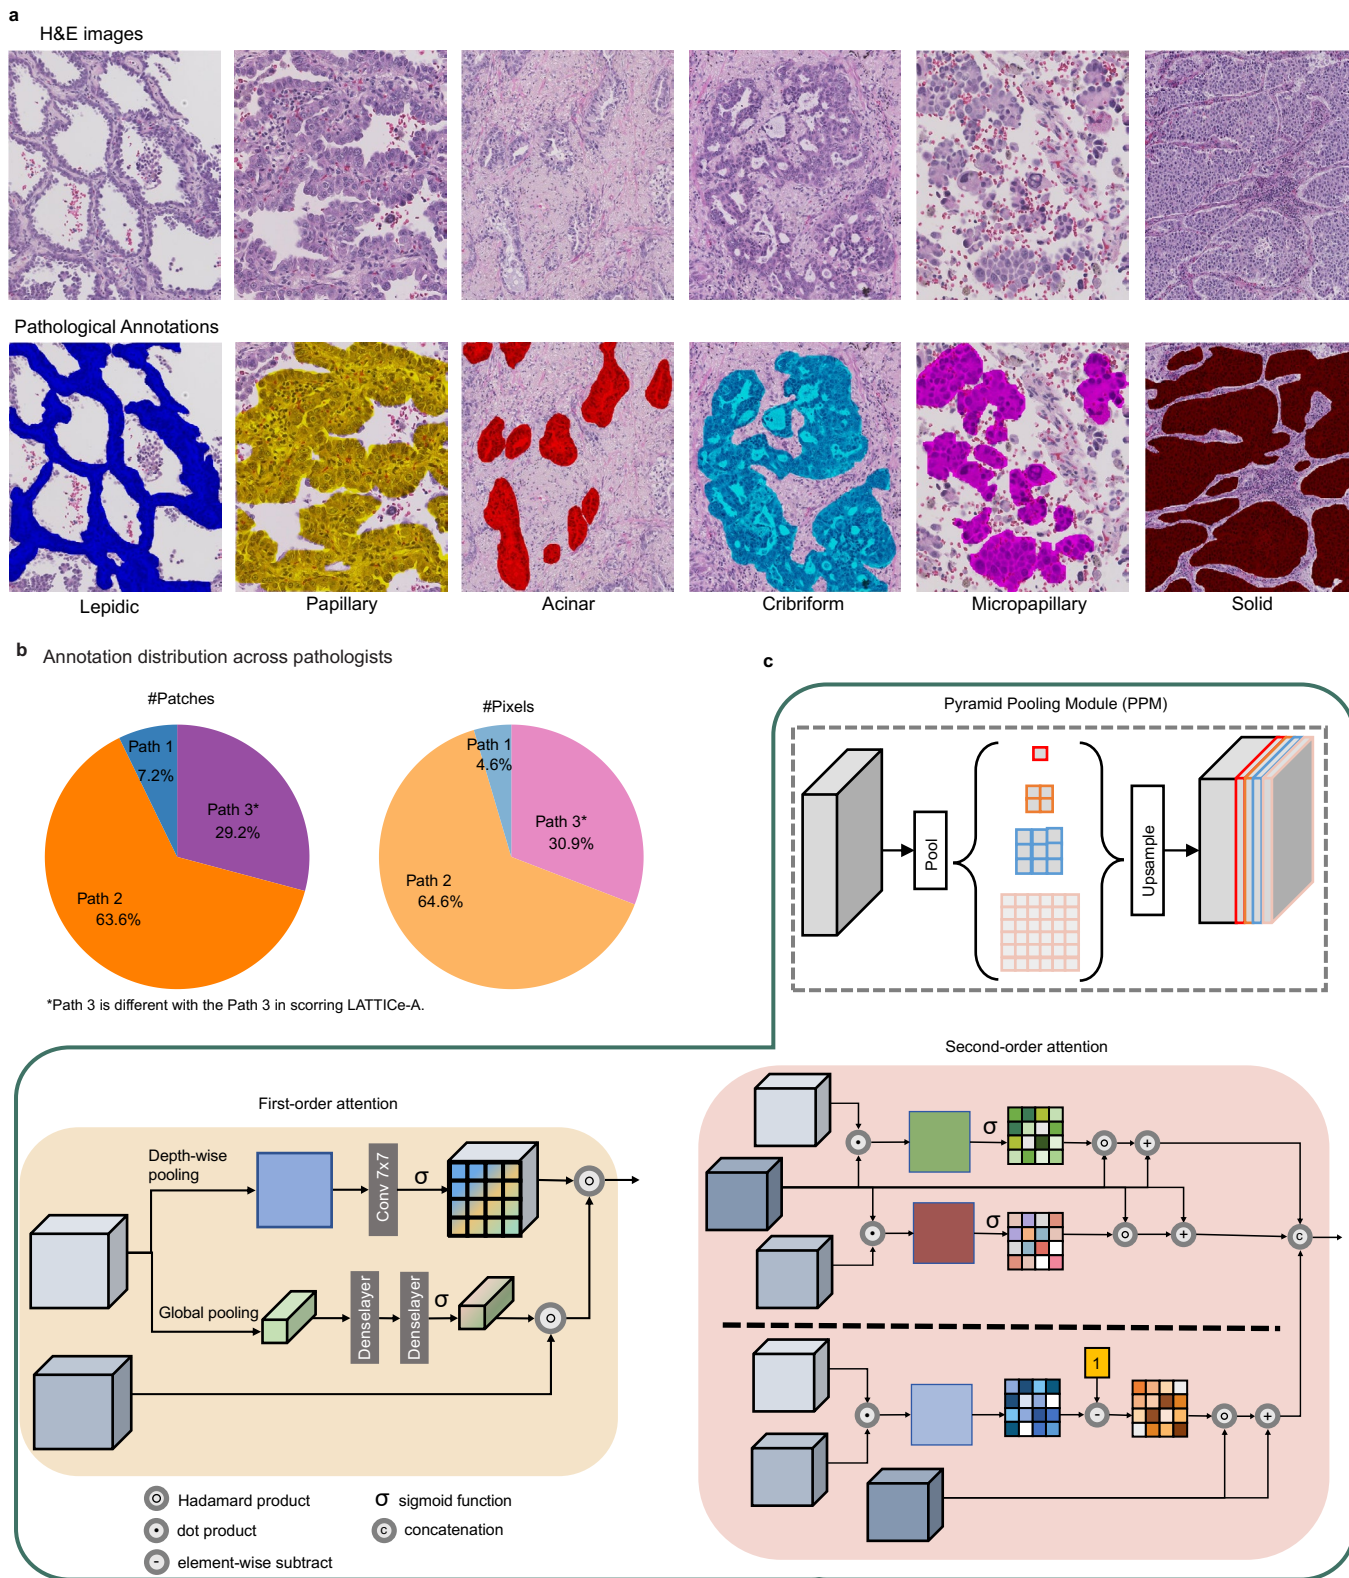 a
H&E images
Pathological Annotations
Lepidic
Papillary
Acinar
Cribriform
Micropapillary
Solid
b
Annotation distribution across pathologists
#Patches
Path 1
7.2%
Path 3*
29.2%
Path 2
63.6%
#Pixels
Path 1
4.6%
Path 3*
30.9%
Path 2
64.6%
*Path 3 is different with the Path 3 in scorring LATTICe-A.
c
Pyramid Pooling Module (PPM)
Pool
Upsample
First-order attention
Depth-wise
pooling
Conv 7x7
σ
Global pooling
Denselayer
Denselayer
σ
Hadamard product
dot product
- element-wise subtract
σ sigmoid function
c concatenation
Second-order attention
σ
+
σ
+
c
1
-
+